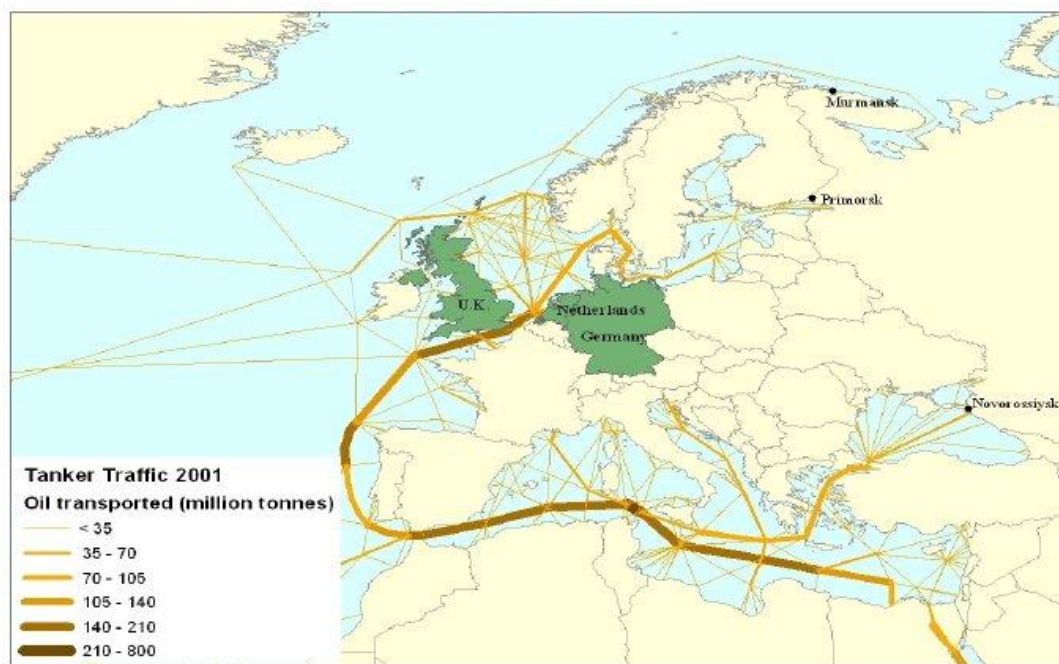 Murmansk
Primorsk
U.K.
Netherlands
Germany
Novorossiysk
Tanker Traffic 2001
Oil transported (million tonnes)
< 35
35 - 70
70 - 105
105 - 140
140 - 210
210 - 800